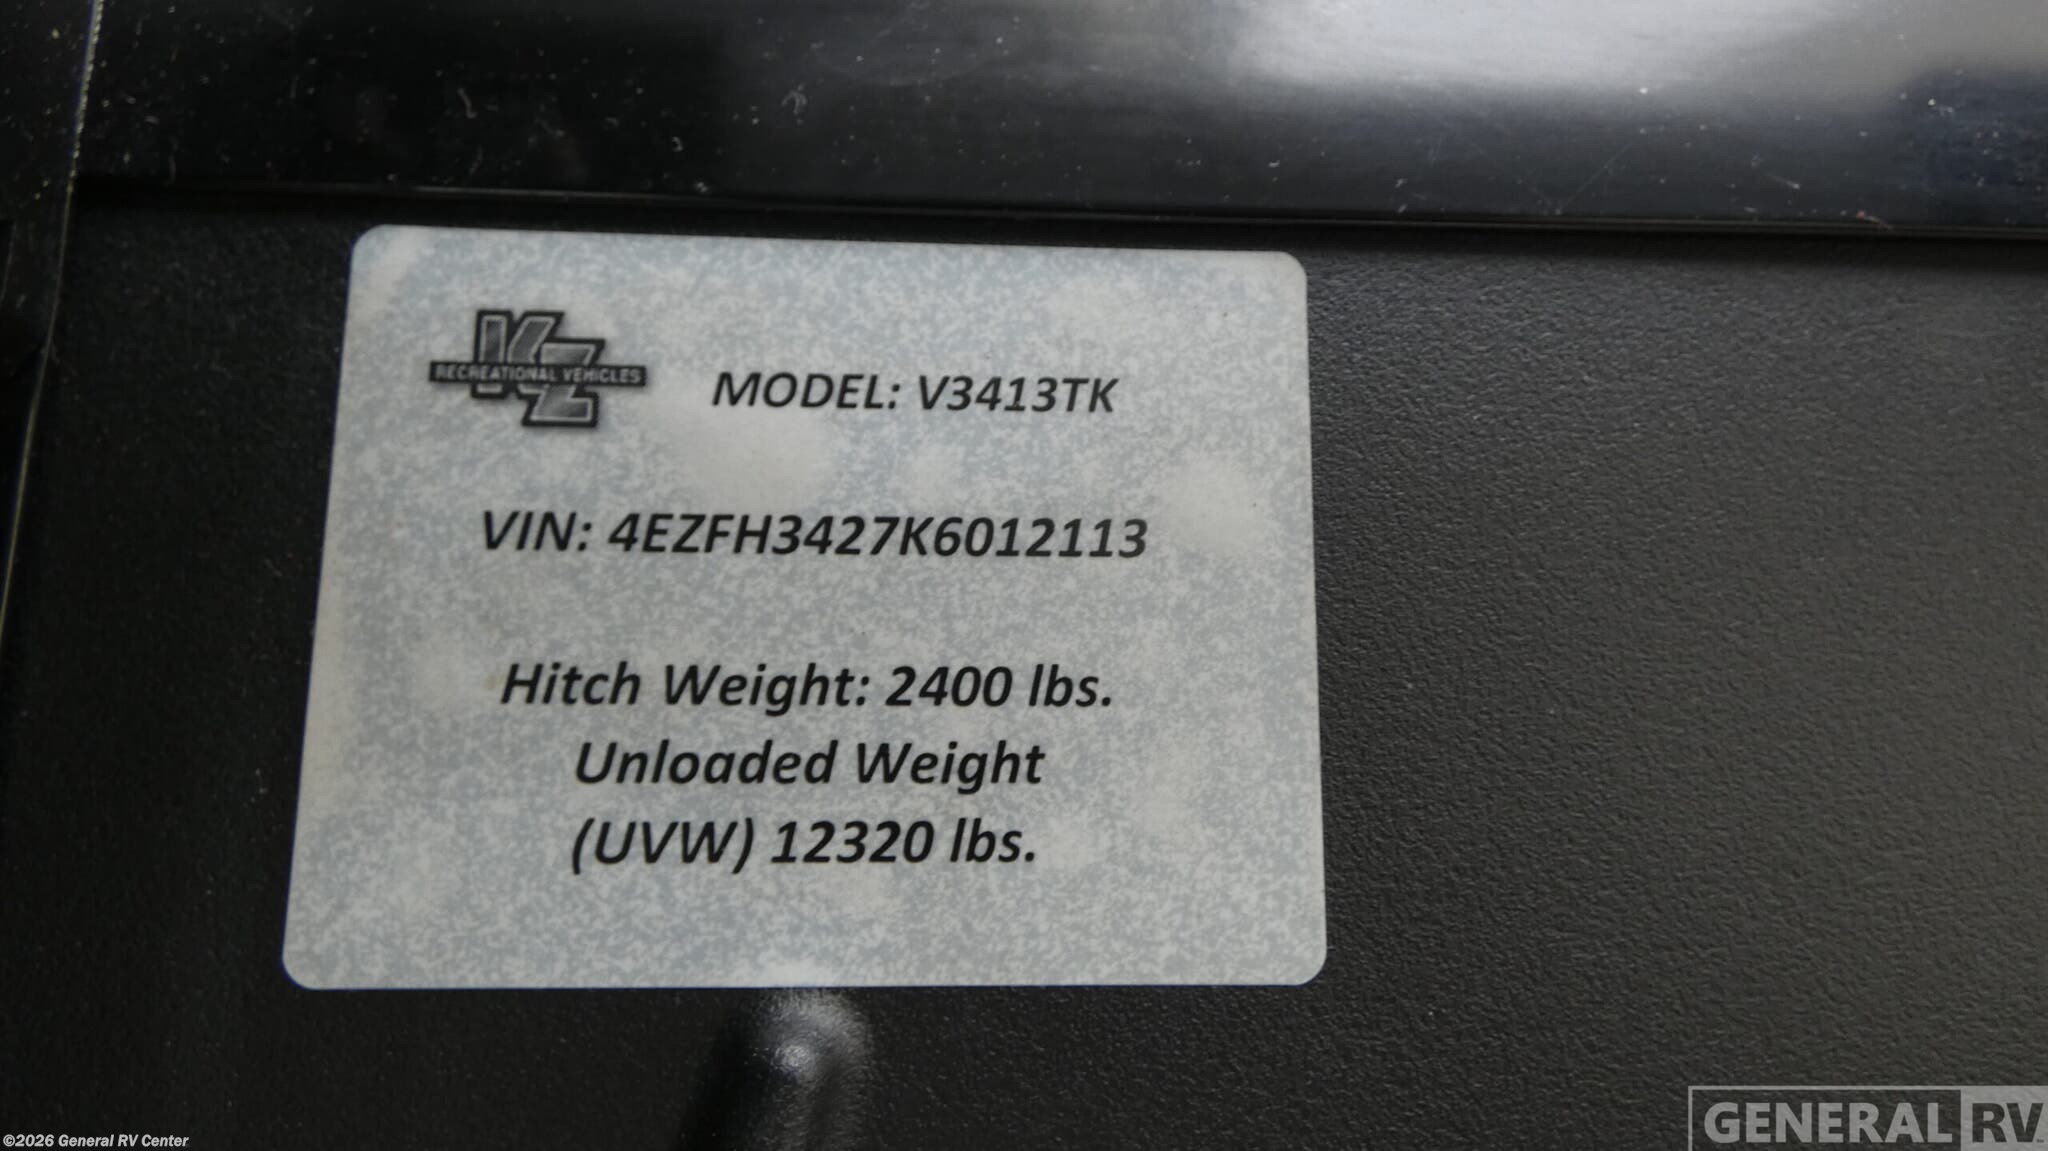 KZ
RECREATIONAL VEHICLES
MODEL: V3413TK
VIN: 4EZFH3427K6012113
Hitch Weight: 2400 lbs.
Unloaded Weight
(UVW) 12320 lbs.
©2026 General RV Center
GENERAL RV